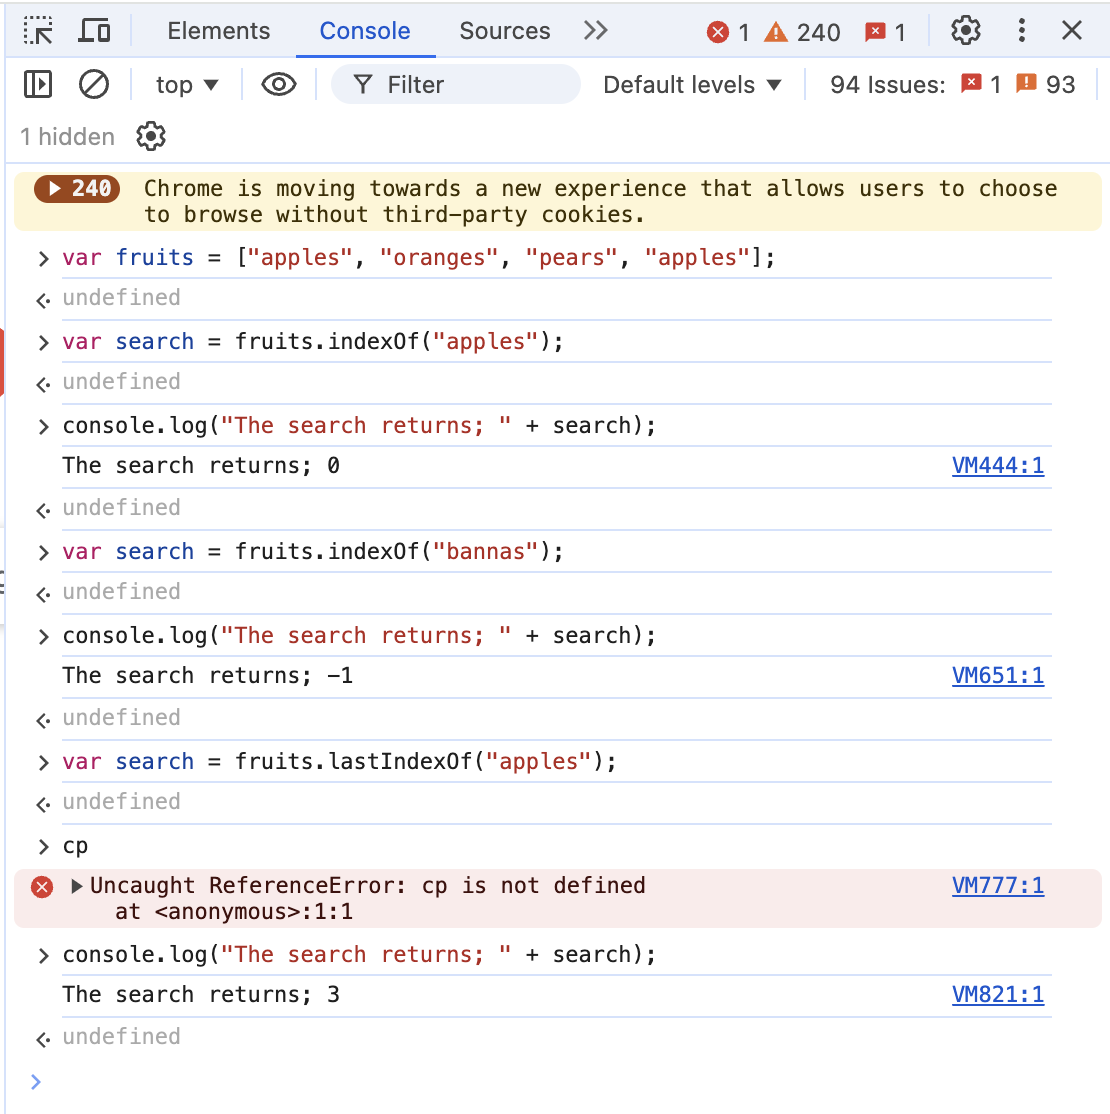 Elements Console Sources 1 240 1
top Filter Default levels 94 Issues: 1 93
1 hidden
240 Chrome is moving towards a new experience that allows users to choose
to browse without third-party cookies.
> var fruits = ["apples", "oranges", "pears", "apples"];
undefined
> var search = fruits.indexOf("apples");
undefined
> console.log("The search returns; " + search);
The search returns; 0 VM444:1
undefined
> var search = fruits.indexOf("bannas");
undefined
> console.log("The search returns; " + search);
The search returns; -1 VM651:1
undefined
> var search = fruits.lastIndexOf("apples");
undefined
> cp
Uncaught ReferenceError: cp is not defined VM777:1
at <anonymous>:1:1
> console.log("The search returns; " + search);
The search returns; 3 VM821:1
undefined
>